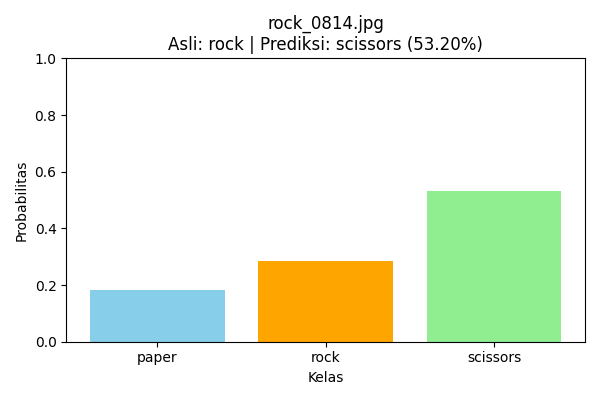 rock_0814.jpg
Asli: rock | Prediksi: scissors (53.20%)
1.0
0.8
0.6
0.4
0.2
0.0
Probabilitas
paper rock scissors
Kelas